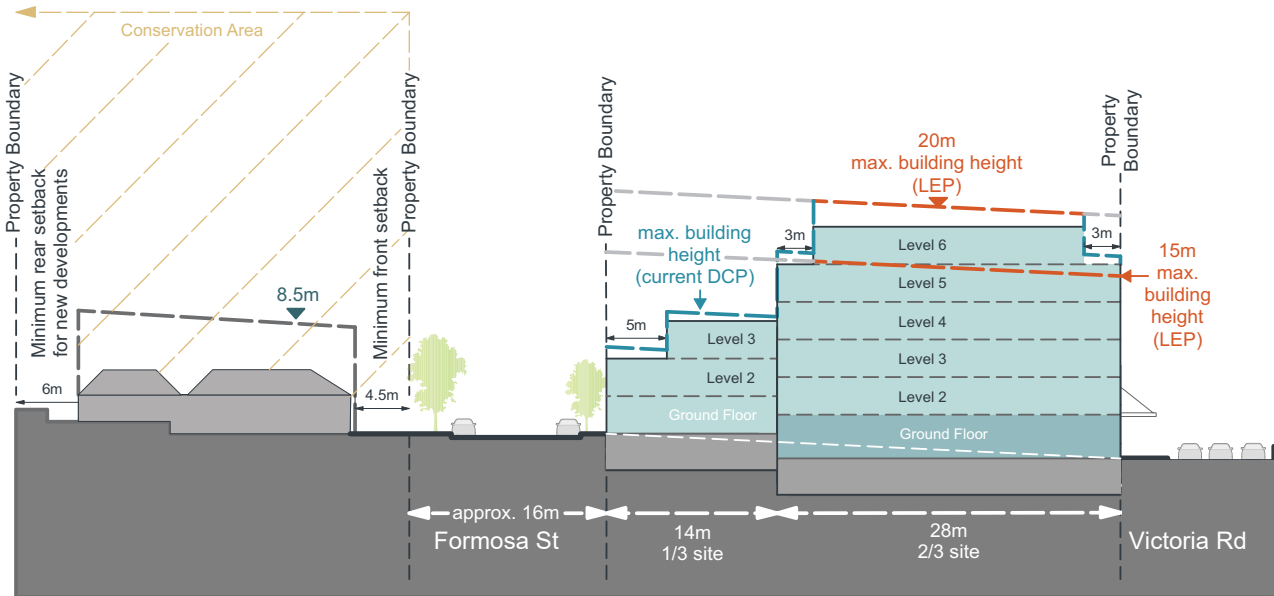 Conservation Area
Property Boundary
Minimum rear setback
for new developments
8.5m
Minimum front setback
Property Boundary
6m
4.5m
Property Boundary
max. building
height
(current DCP)
5m
3m
20m
max. building height
(LEP)
3m
Property
Boundary
15m
max.
building
height
(LEP)
Level 3
Level 2
Ground Floor
Level 6
Level 5
Level 4
Level 3
Level 2
Ground Floor
approx. 16m
Formosa St
14m
1/3 site
28m
2/3 site
Victoria Rd